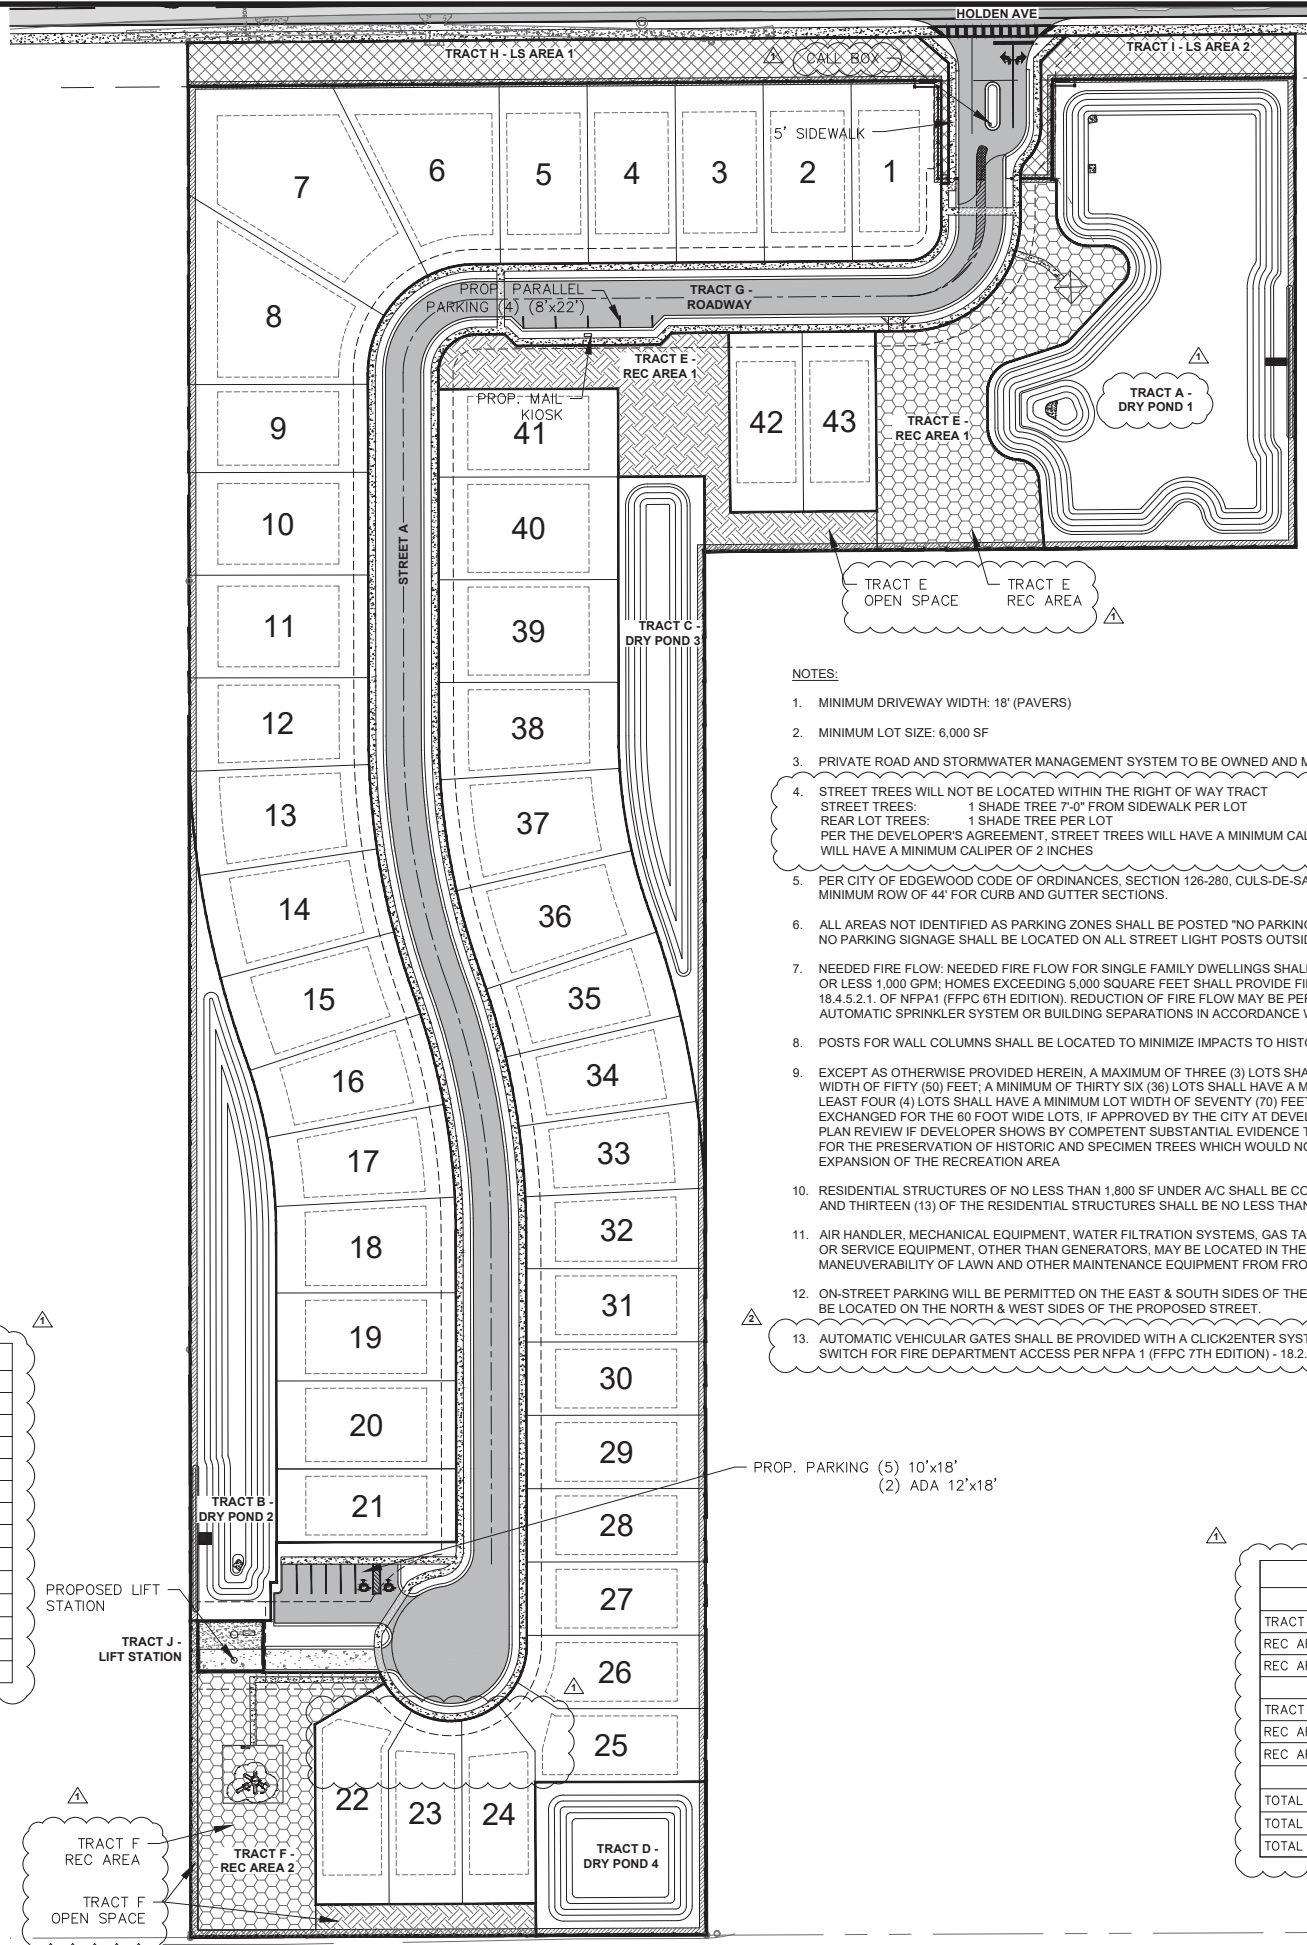 HOLDEN AVE
TRACT H - LS AREA 1
1
CALL BOX
TRACT I - LS AREA 2
5' SIDEWALK
7
6
5
4
3
2
1
8
PROP. PARALLEL
PARKING (4) (8'x22')
TRACT G -
ROADWAY
TRACT E -
REC AREA 1
PROP. MAIL
KIOSK
1
TRACT A -
DRY POND 1
9
41
42
43
TRACT E -
REC AREA 1
10
STREET A
40
TRACT E
OPEN SPACE
TRACT E
REC AREA
1
11
39
TRACT C -
DRY POND 3
12
38
13
37
14
36
15
35
16
34
17
33
18
32
19
31
20
30
21
29
28
27
26
25
22
23
24
NOTES:
1. MINIMUM DRIVEWAY WIDTH: 18' (PAVERS)
2. MINIMUM LOT SIZE: 6,000 SF
3. PRIVATE ROAD AND STORMWATER MANAGEMENT SYSTEM TO BE OWNED AND M
4. STREET TREES WILL NOT BE LOCATED WITHIN THE RIGHT OF WAY TRACT
STREET TREES: 1 SHADE TREE 7'-0" FROM SIDEWALK PER LOT
REAR LOT TREES: 1 SHADE TREE PER LOT
PER THE DEVELOPER'S AGREEMENT, STREET TREES WILL HAVE A MINIMUM CAL
WILL HAVE A MINIMUM CALIPER OF 2 INCHES
5. PER CITY OF EDGEWOOD CODE OF ORDINANCES, SECTION 126-280, CULS-DE-SA
MINIMUM ROW OF 44' FOR CURB AND GUTTER SECTIONS.
6. ALL AREAS NOT IDENTIFIED AS PARKING ZONES SHALL BE POSTED "NO PARKING
NO PARKING SIGNAGE SHALL BE LOCATED ON ALL STREET LIGHT POSTS OUTSID
7. NEEDED FIRE FLOW: NEEDED FIRE FLOW FOR SINGLE FAMILY DWELLINGS SHALL
OR LESS 1,000 GPM; HOMES EXCEEDING 5,000 SQUARE FEET SHALL PROVIDE FI
18.4.5.2.1. OF NFPA1 (FFPC 6TH EDITION). REDUCTION OF FIRE FLOW MAY BE PE
AUTOMATIC SPRINKLER SYSTEM OR BUILDING SEPARATIONS IN ACCORDANCE W
8. POSTS FOR WALL COLUMNS SHALL BE LOCATED TO MINIMIZE IMPACTS TO HISTO
9. EXCEPT AS OTHERWISE PROVIDED HEREIN, A MAXIMUM OF THREE (3) LOTS SHA
WIDTH OF FIFTY (50) FEET; A MINIMUM OF THIRTY SIX (36) LOTS SHALL HAVE A M
LEAST FOUR (4) LOTS SHALL HAVE A MINIMUM LOT WIDTH OF SEVENTY (70) FEET
EXCHANGED FOR THE 60 FOOT WIDE LOTS, IF APPROVED BY THE CITY AT DEVEL
PLAN REVIEW IF DEVELOPER SHOWS BY COMPETENT SUBSTANTIAL EVIDENCE T
FOR THE PRESERVATION OF HISTORIC AND SPECIMEN TREES WHICH WOULD NO
EXPANSION OF THE RECREATION AREA
10. RESIDENTIAL STRUCTURES OF NO LESS THAN 1,800 SF UNDER A/C SHALL BE CO
AND THIRTEEN (13) OF THE RESIDENTIAL STRUCTURES SHALL BE NO LESS THAN
11. AIR HANDLER, MECHANICAL EQUIPMENT, WATER FILTRATION SYSTEMS, GAS TA
OR SERVICE EQUIPMENT, OTHER THAN GENERATORS, MAY BE LOCATED IN THE
MANEUVERABILITY OF LAWN AND OTHER MAINTENANCE EQUIPMENT FROM FRO
12. ON-STREET PARKING WILL BE PERMITTED ON THE EAST & SOUTH SIDES OF THE
BE LOCATED ON THE NORTH & WEST SIDES OF THE PROPOSED STREET.
2
13. AUTOMATIC VEHICULAR GATES SHALL BE PROVIDED WITH A CLICK2ENTER SYST
SWITCH FOR FIRE DEPARTMENT ACCESS PER NFPA 1 (FFPC 7TH EDITION) - 18.2.
1
PROP. PARKING (5) 10'x18'
(2) ADA 12'x18'
TRACT B -
DRY POND 2
PROPOSED LIFT
STATION
TRACT J -
LIFT STATION
1
1
TRACT F
REC AREA
TRACT F -
REC AREA 2
TRACT F
OPEN SPACE
TRACT D -
DRY POND 4
1
TRACT
REC AR
REC AR
TRACT
REC AR
REC AR
TOTAL
TOTAL
TOTAL